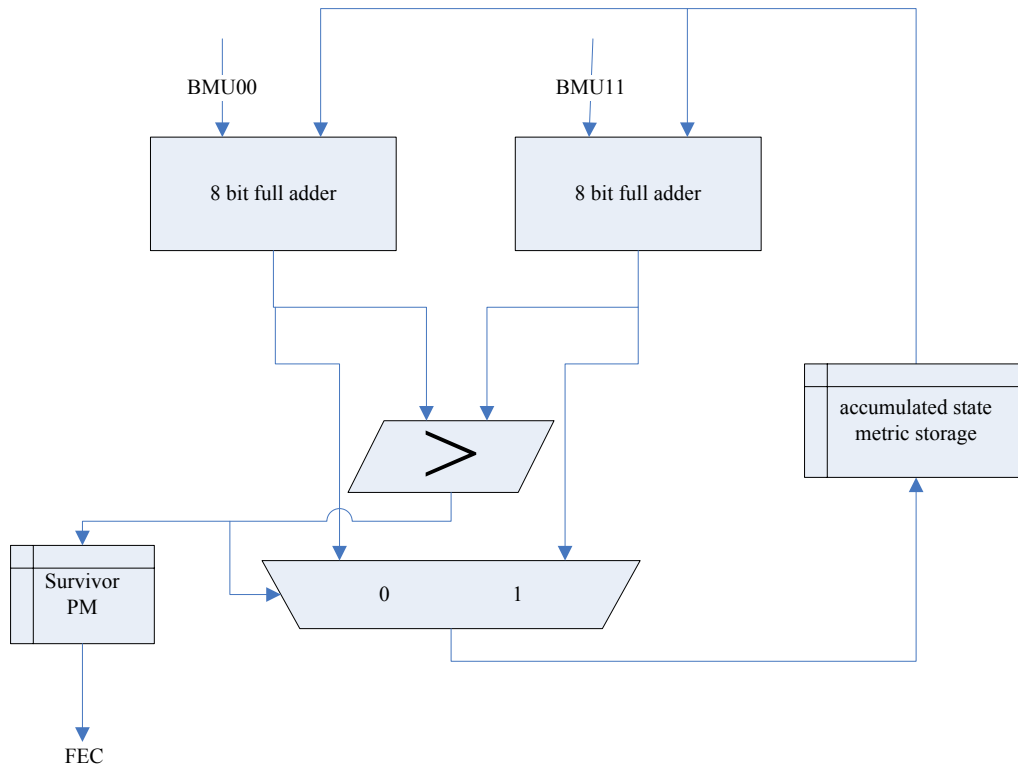 BMU00
BMU11
8 bit full adder
8 bit full adder
accumulated state
metric storage
>
Survivor
PM
0
1
FEC